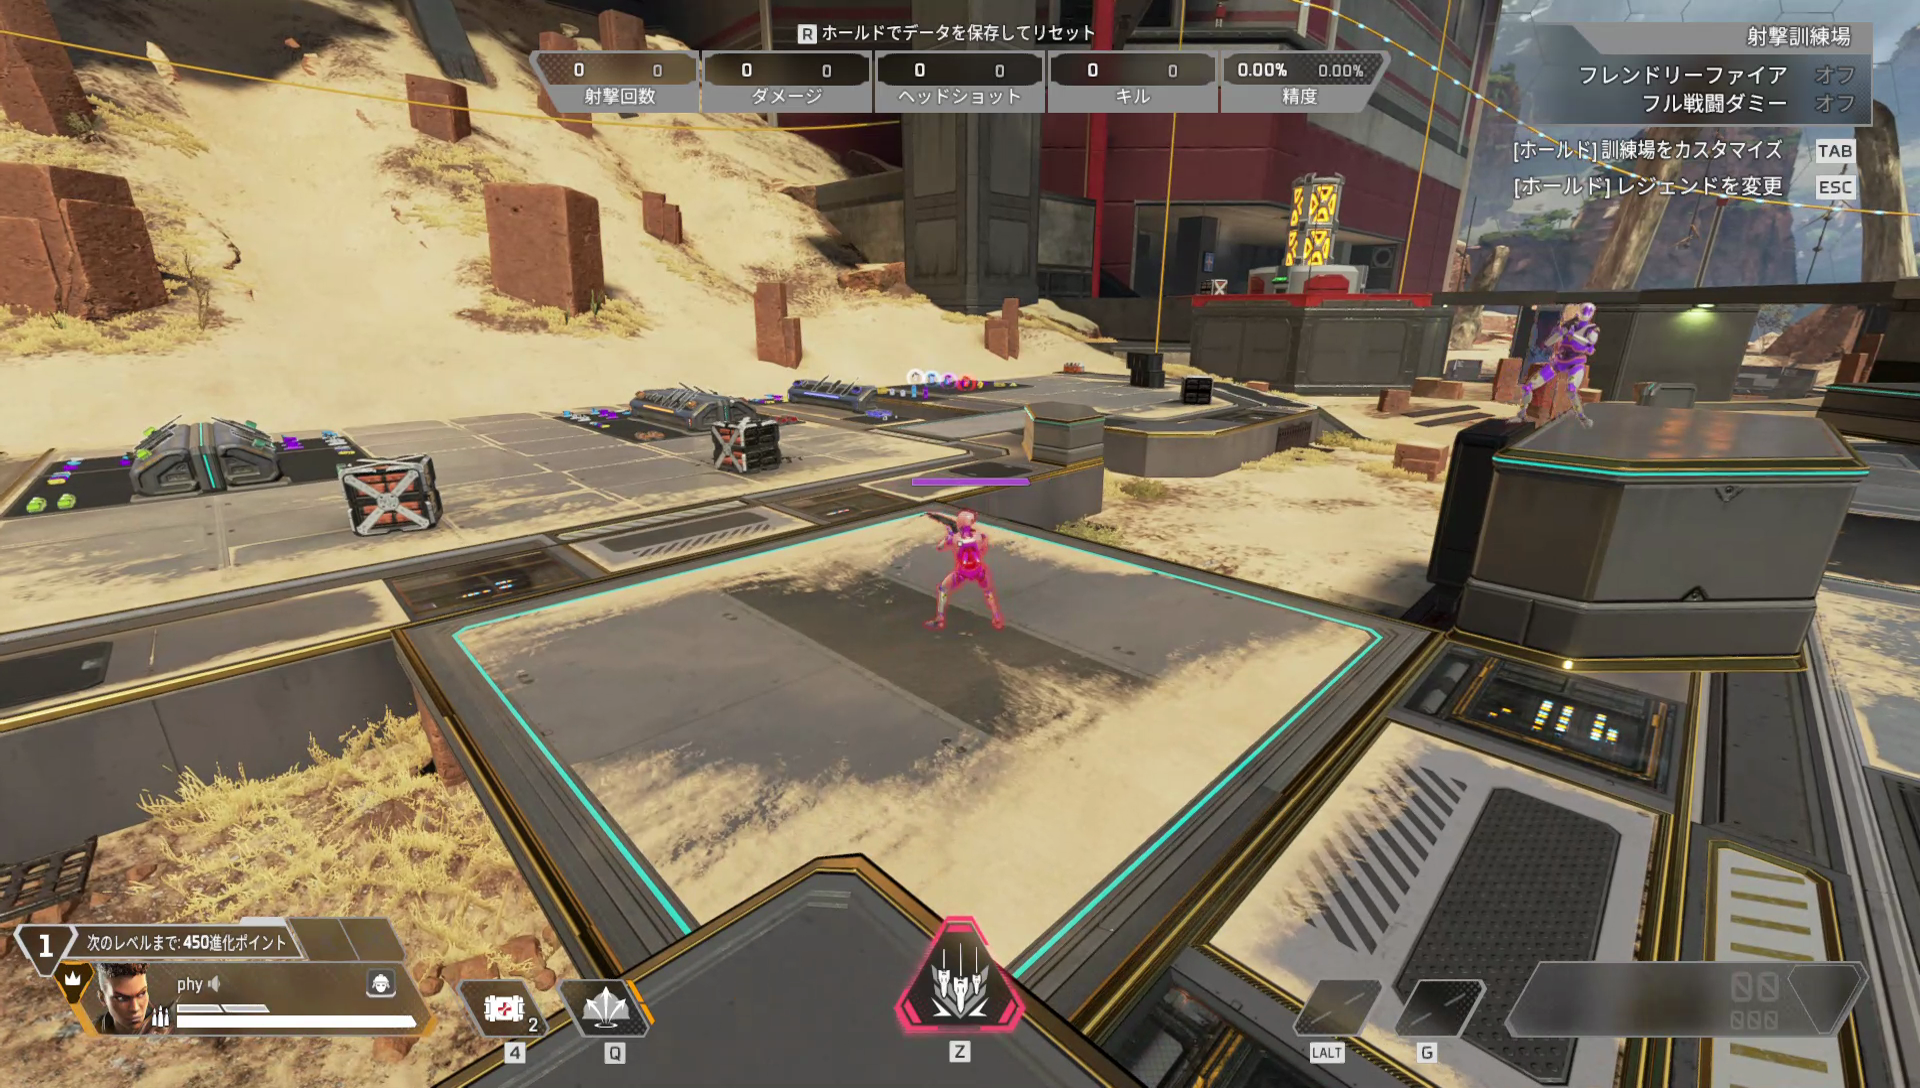 R ホールドでデータを保存してリセット
0 0 0 0 0 0 0 0 0.00% 0.00%
射撃回数 ダメージ ヘッドショット キル 精度
射撃訓練場
フレンドリーファイア オフ
フル戦闘ダミー オフ
[ホールド] 訓練場をカスタマイズ TAB
[ホールド] レジェンドを変更 ESC
1 次のレベルまで: 450進化ポイント
phy
2
4 Q Z LALT G